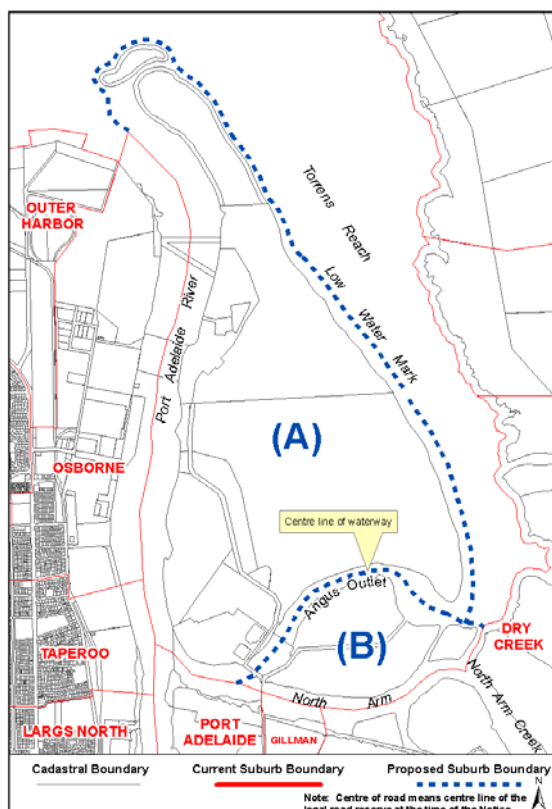 Torrens Reach
OUTER
HARBOR
Low Water Mark
Port Adelaide River
(A)
OSBORNE
Centre line of waterway
Angus Outlet
(B)
DRY
CREEK
TAPEROO
North Arm
North Arm Creek
LARGS NORTH
PORT
ADELAIDE
GILLMAN
Cadastral Boundary
Current Suburb Boundary
Proposed Suburb Boundary
N
Note: Centre of road means centre line of the
legal road reserve at the time of the Notice